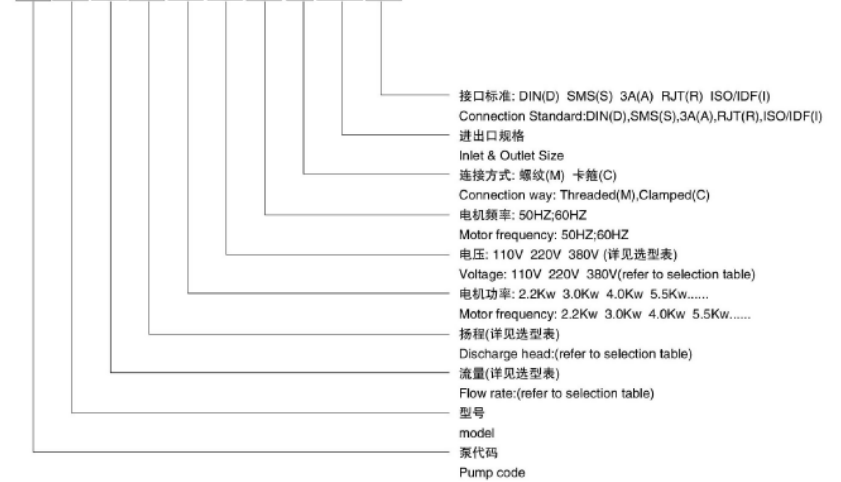 接口标准: DIN(D) SMS(S) 3A(A) RJT(R) ISO/IDF(I)
Connection Standard:DIN(D),SMS(S),3A(A),RJT(R),ISO/IDF(I)
进出口规格
Inlet & Outlet Size
连接方式: 螺纹(M) 卡箍(C)
Connection way: Threaded(M),Clamped(C)
电机频率: 50HZ;60HZ
Motor frequency: 50HZ;60HZ
电压: 110V 220V 380V (详见选型表)
Voltage: 110V 220V 380V(refer to selection table)
电机功率: 2.2Kw 3.0Kw 4.0Kw 5.5Kw......
Motor frequency: 2.2Kw 3.0Kw 4.0Kw 5.5Kw......
扬程(详见选型表)
Discharge head:(refer to selection table)
流量(详见选型表)
Flow rate:(refer to selection table)
型号
model
泵代码
Pump code